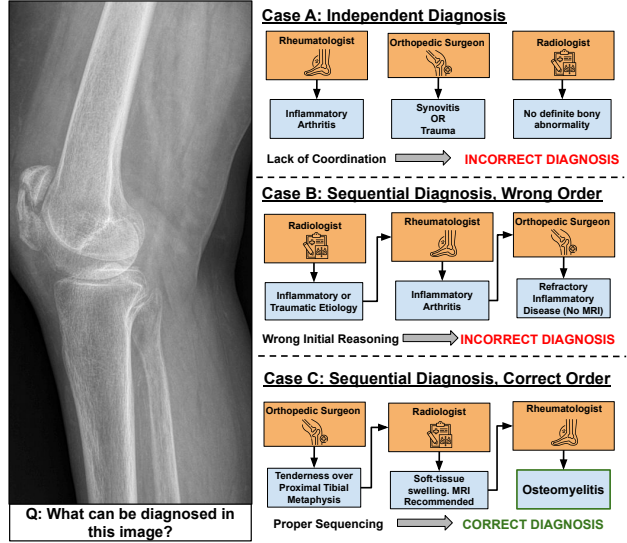 Q: What can be diagnosed in
this image?
Case A: Independent Diagnosis
Rheumatologist
Orthopedic Surgeon
Radiologist
Inflammatory
Arthritis
Synovitis
OR
Trauma
No definite bony
abnormality
Lack of Coordination
INCORRECT DIAGNOSIS
Case B: Sequential Diagnosis, Wrong Order
Radiologist
Rheumatologist
Orthopedic Surgeon
Inflammatory or
Traumatic Etiology
Inflammatory
Arthritis
Refractory
Inflammatory
Disease (No MRI)
Wrong Initial Reasoning
INCORRECT DIAGNOSIS
Case C: Sequential Diagnosis, Correct Order
Orthopedic Surgeon
Radiologist
Rheumatologist
Tenderness over
Proximal Tibial
Metaphysis
Soft-tissue
swelling. MRI
Recommended
Osteomyelitis
Proper Sequencing
CORRECT DIAGNOSIS